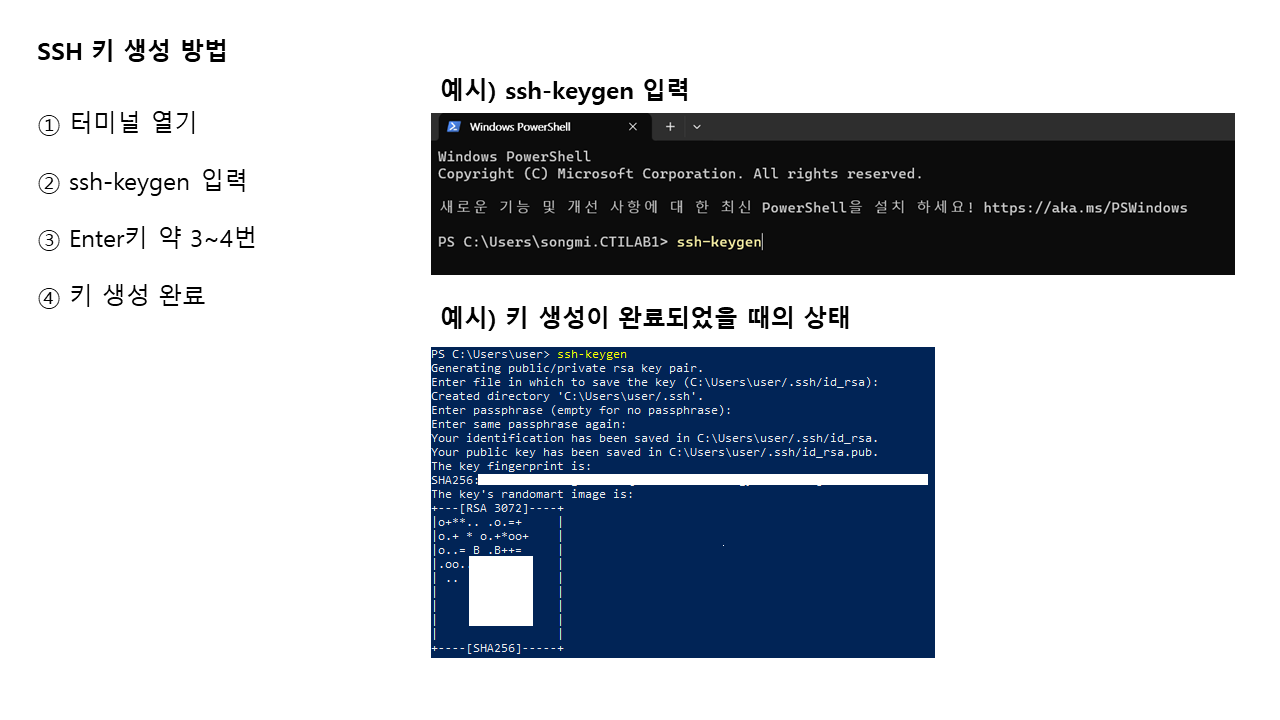 SSH 키 생성 방법
① 터미널 열기
② ssh-keygen 입력
③ Enter키 약 3~4번
④ 키 생성 완료
예시) ssh-keygen 입력
Windows PowerShell
Windows PowerShell
Copyright (C) Microsoft Corporation. All rights reserved.
새로운 기능 및 개선 사항에 대 한 최신 PowerShell을 설치 하세요! https://aka.ms/PSWindows
PS C:\Users\songmi.CTILAB1> ssh-keygen
예시) 키 생성이 완료되었을 때의 상태
PS C:\Users\user> ssh-keygen
Generating public/private rsa key pair.
Enter file in which to save the key (C:\Users\user/.ssh/id_rsa):
Created directory 'C:\Users\user/.ssh'.
Enter passphrase (empty for no passphrase):
Enter same passphrase again:
Your identification has been saved in C:\Users\user/.ssh/id_rsa.
Your public key has been saved in C:\Users\user/.ssh/id_rsa.pub.
The key fingerprint is:
SHA256:
The key's randomart image is:
+---[RSA 3072]----+
|o+**.. .o.=+     |
|o.+ * o.+*oo+    |
|o..= B .B++=     |
|.oo..            |
| ..              |
|                 |
|                 |
|                 |
|                 |
+----[SHA256]-----+